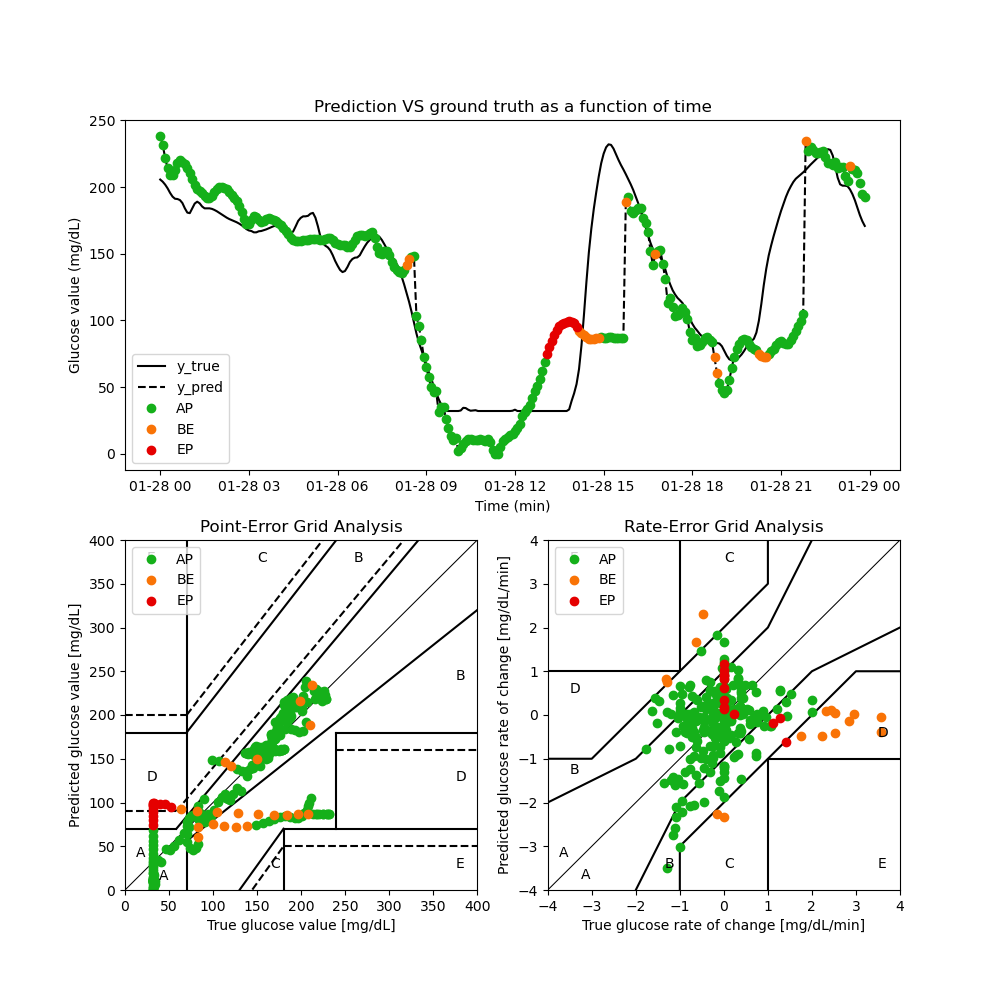 Prediction VS ground truth as a function of time
Glucose value (mg/dL)
250
200
150
100
50
0
y_true
y_pred
AP
BE
EP
01-28 00 01-28 03 01-28 06 01-28 09 01-28 12 01-28 15 01-28 18 01-28 21 01-29 00
Time (min)
Point-Error Grid Analysis
Predicted glucose value [mg/dL]
400
350
300
250
200
150
100
50
0
AP
BE
EP
C
B
B
D
D
A
A
C
E
0 50 100 150 200 250 300 350 400
True glucose value [mg/dL]
Rate-Error Grid Analysis
Predicted glucose rate of change [mg/dL/min]
4
3
2
1
0
−1
−2
−3
−4
AP
BE
EP
C
D
D
B
A
A
B
C
E
−4 −3 −2 −1 0 1 2 3 4
True glucose rate of change [mg/dL/min]